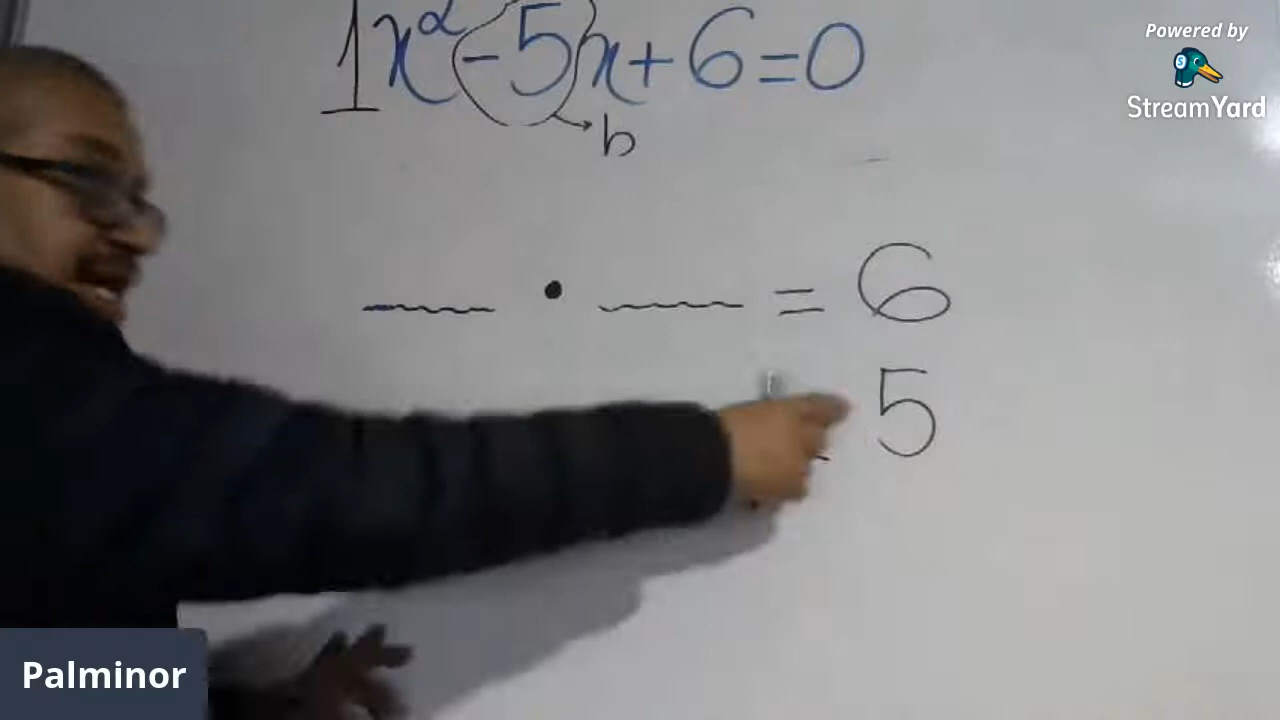 Powered by
StreamYard
1x²-5x+6=0
b
___ · ___ = 6
5
Palminor